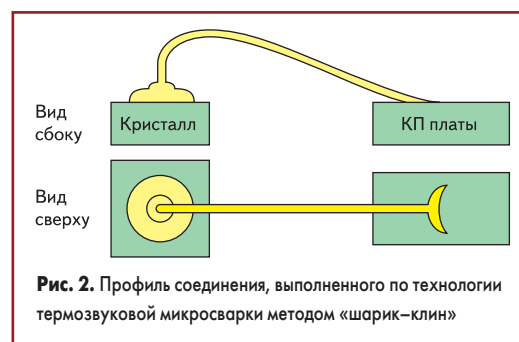 Вид
сбоку
Кристалл
КП платы
Вид
сверху
Рис. 2. Профиль соединения, выполненного по технологии
термозвуковой микросварки методом «шарик–клин»